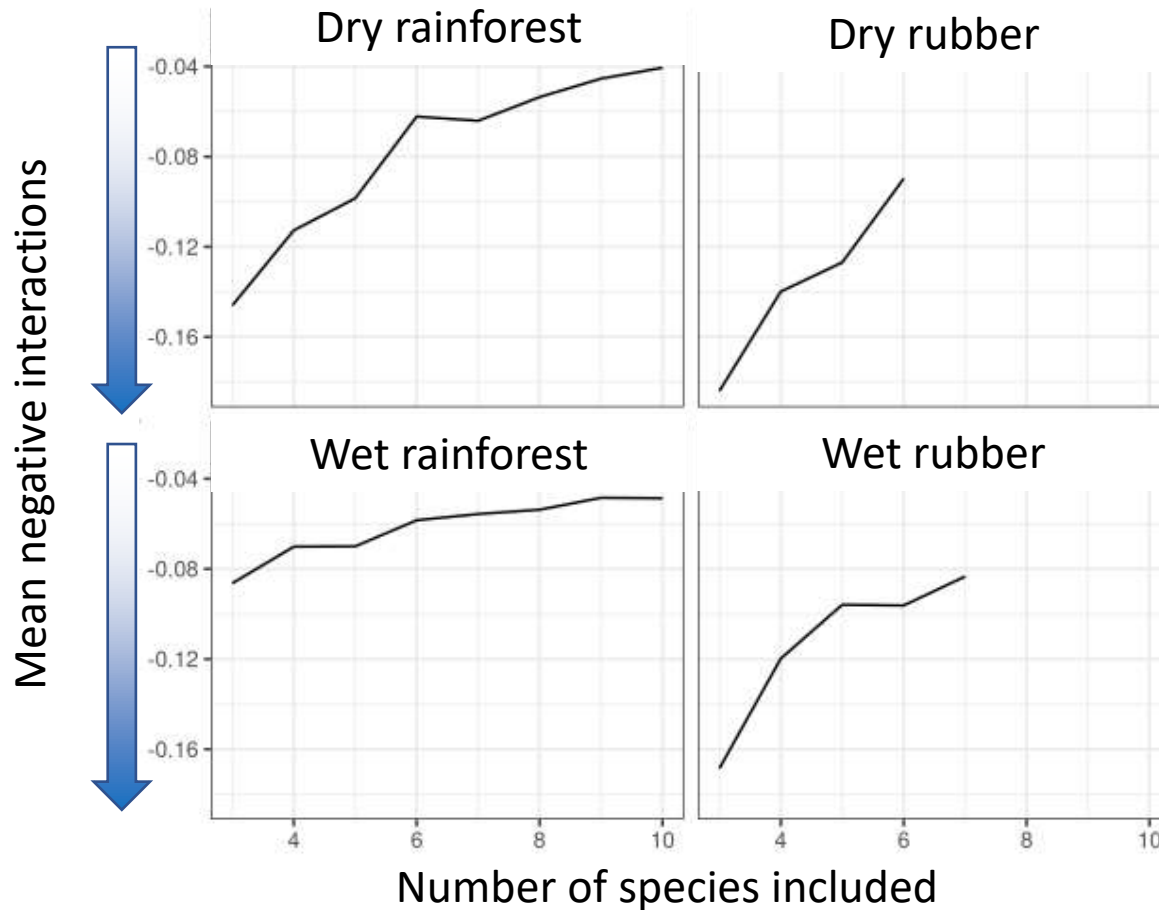 Dry rainforest
Dry rubber
Mean negative interactions
-0.04
-0.08
-0.12
-0.16
Wet rainforest
Wet rubber
-0.04
-0.08
-0.12
-0.16
4
6
8
10
4
6
8
10
Number of species included